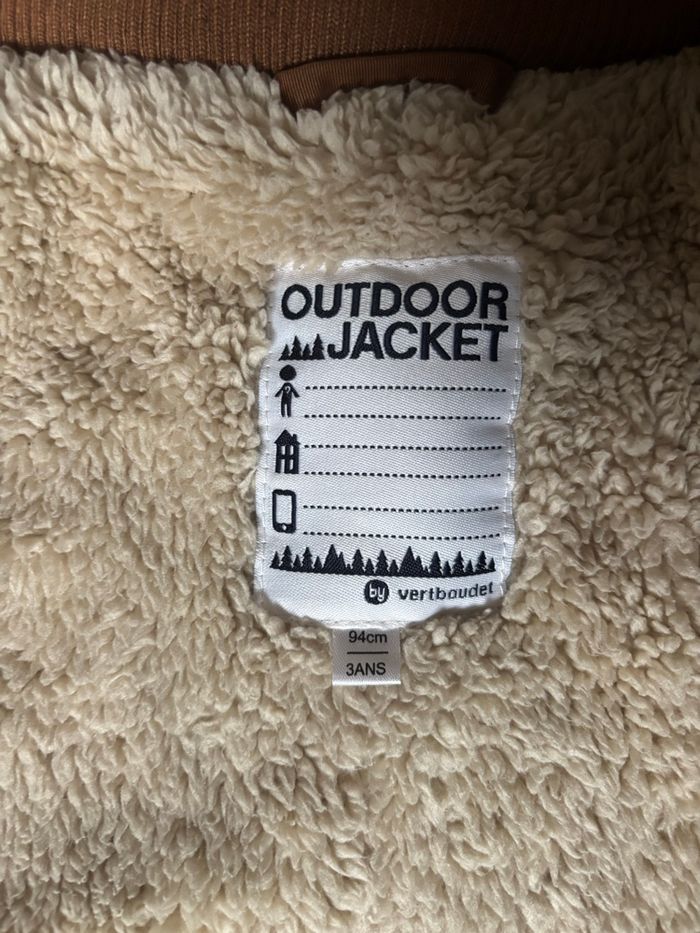 OUTDOOR
JACKET
by vertbaudet
94cm
3ANS